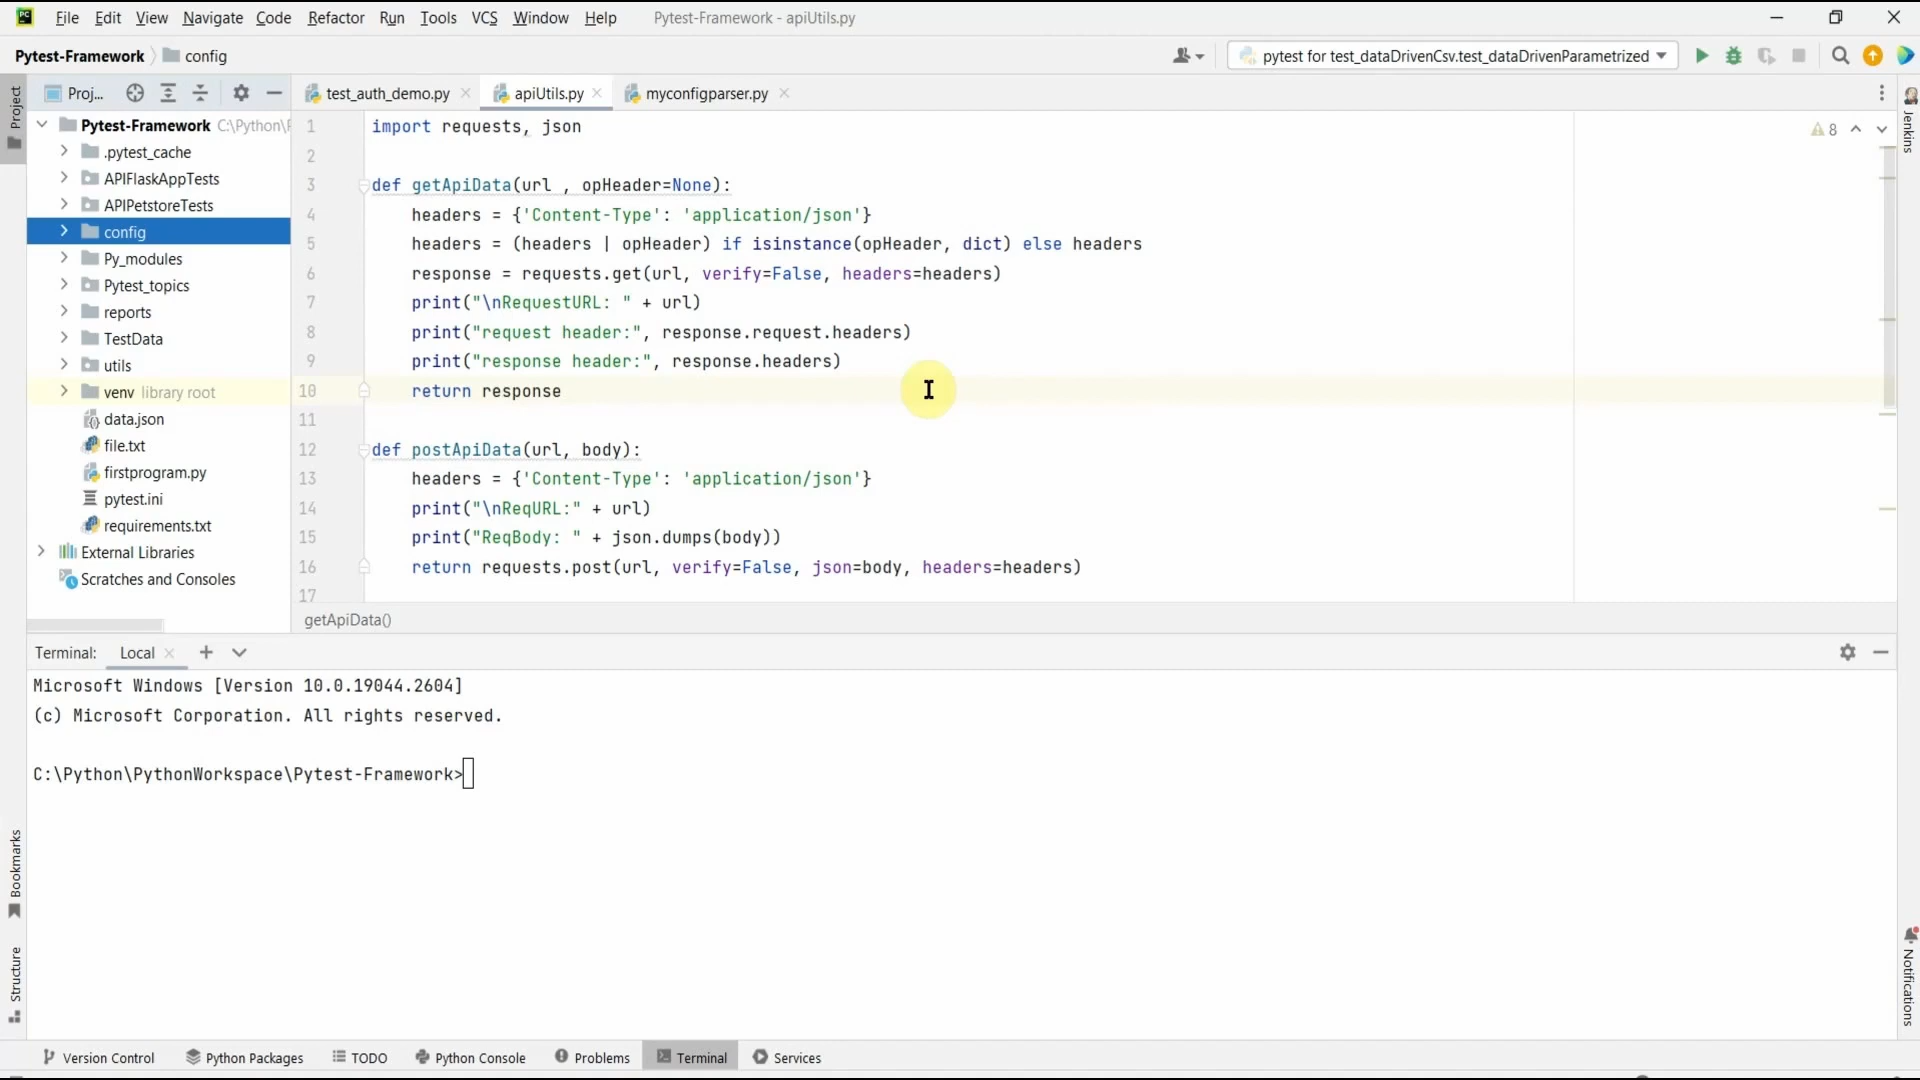 File Edit View Navigate Code Refactor Run Tools VCS Window Help Pytest-Framework - apiUtils.py
Pytest-Framework config
pytest for test_dataDrivenCsv.test_dataDrivenParametrized
Proj...
test_auth_demo.py apiUtils.py myconfigparser.py
Project
Jenkins
Pytest-Framework C:\Python\
.pytest_cache
APIFlaskAppTests
APIPetstoreTests
config
Py_modules
Pytest_topics
reports
TestData
utils
venv library root
data.json
file.txt
firstprogram.py
pytest.ini
requirements.txt
External Libraries
Scratches and Consoles
8
1 import requests, json
2
3 def getApiData(url , opHeader=None):
4 headers = {'Content-Type': 'application/json'}
5 headers = (headers | opHeader) if isinstance(opHeader, dict) else headers
6 response = requests.get(url, verify=False, headers=headers)
7 print("\nRequestURL: " + url)
8 print("request header:", response.request.headers)
9 print("response header:", response.headers)
10 return response
11
12 def postApiData(url, body):
13 headers = {'Content-Type': 'application/json'}
14 print("\nReqURL:" + url)
15 print("ReqBody: " + json.dumps(body))
16 return requests.post(url, verify=False, json=body, headers=headers)
17
getApiData()
Terminal: Local
Microsoft Windows [Version 10.0.19044.2604]
(c) Microsoft Corporation. All rights reserved.
C:\Python\PythonWorkspace\Pytest-Framework>
Bookmarks
Structure
Notifications
Version Control Python Packages TODO Python Console Problems Terminal Services